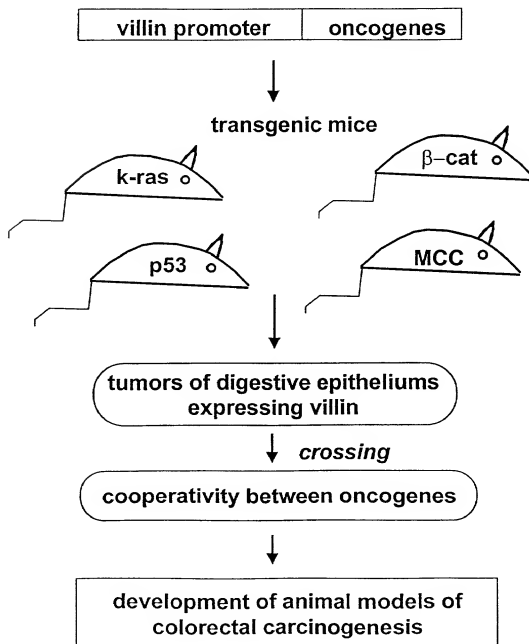 villin promoter oncogenes
transgenic mice
k-ras
β–cat
p53
MCC
tumors of digestive epitheliums
expressing villin
crossing
cooperativity between oncogenes
development of animal models of
colorectal carcinogenesis